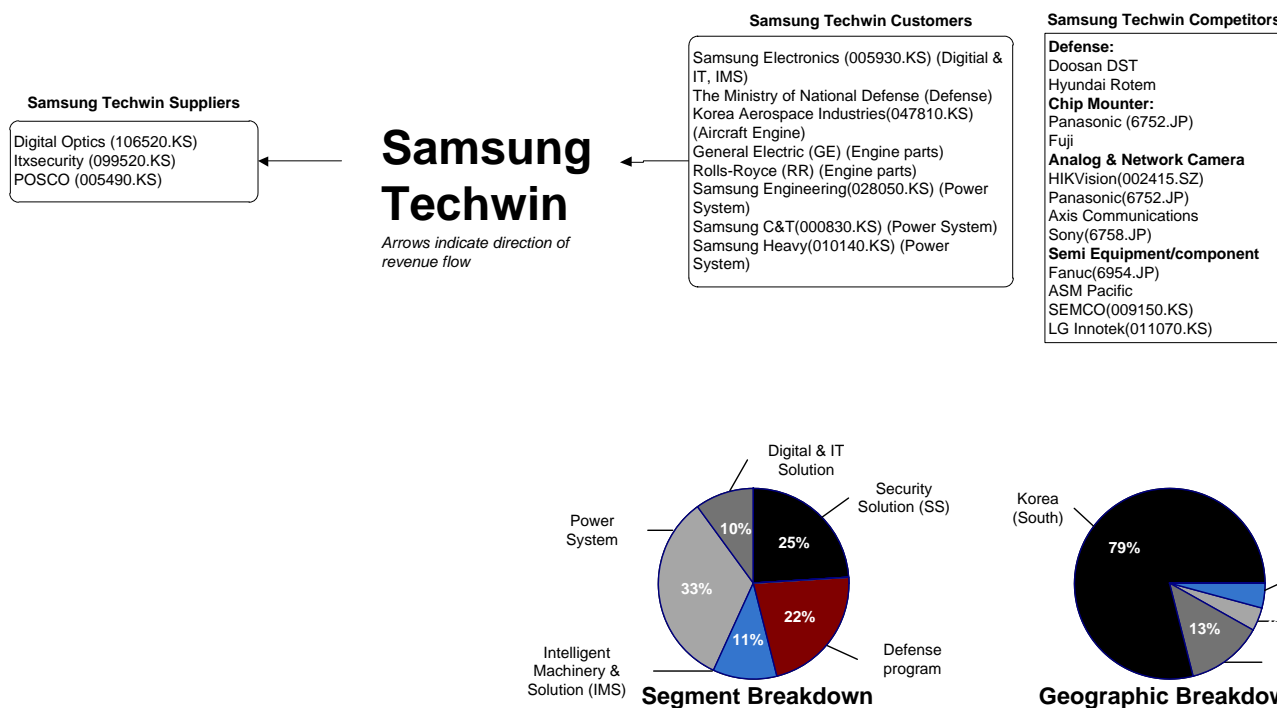 Samsung Techwin Suppliers
Digital Optics (106520.KS)
Itxsecurity (099520.KS)
POSCO (005490.KS)
Samsung
Techwin
Arrows indicate direction of
revenue flow
Samsung Techwin Customers
Samsung Electronics (005930.KS) (Digitial &
IT, IMS)
The Ministry of National Defense (Defense)
Korea Aerospace Industries(047810.KS)
(Aircraft Engine)
General Electric (GE) (Engine parts)
Rolls-Royce (RR) (Engine parts)
Samsung Engineering(028050.KS) (Power
System)
Samsung C&T(000830.KS) (Power System)
Samsung Heavy(010140.KS) (Power
System)
Samsung Techwin Competitors
Defense:
Doosan DST
Hyundai Rotem
Chip Mounter:
Panasonic (6752.JP)
Fuji
Analog & Network Camera
HIKVision(002415.SZ)
Panasonic(6752.JP)
Axis Communications
Sony(6758.JP)
Semi Equipment/component
Fanuc(6954.JP)
ASM Pacific
SEMCO(009150.KS)
LG Innotek(011070.KS)
Digital & IT
Solution
Security
Solution (SS)
Power
System
10%
25%
33%
22%
11%
Intelligent
Machinery &
Solution (IMS)
Defense
program
Segment Breakdown
Korea
(South)
79%
13%
Geographic Breakdow